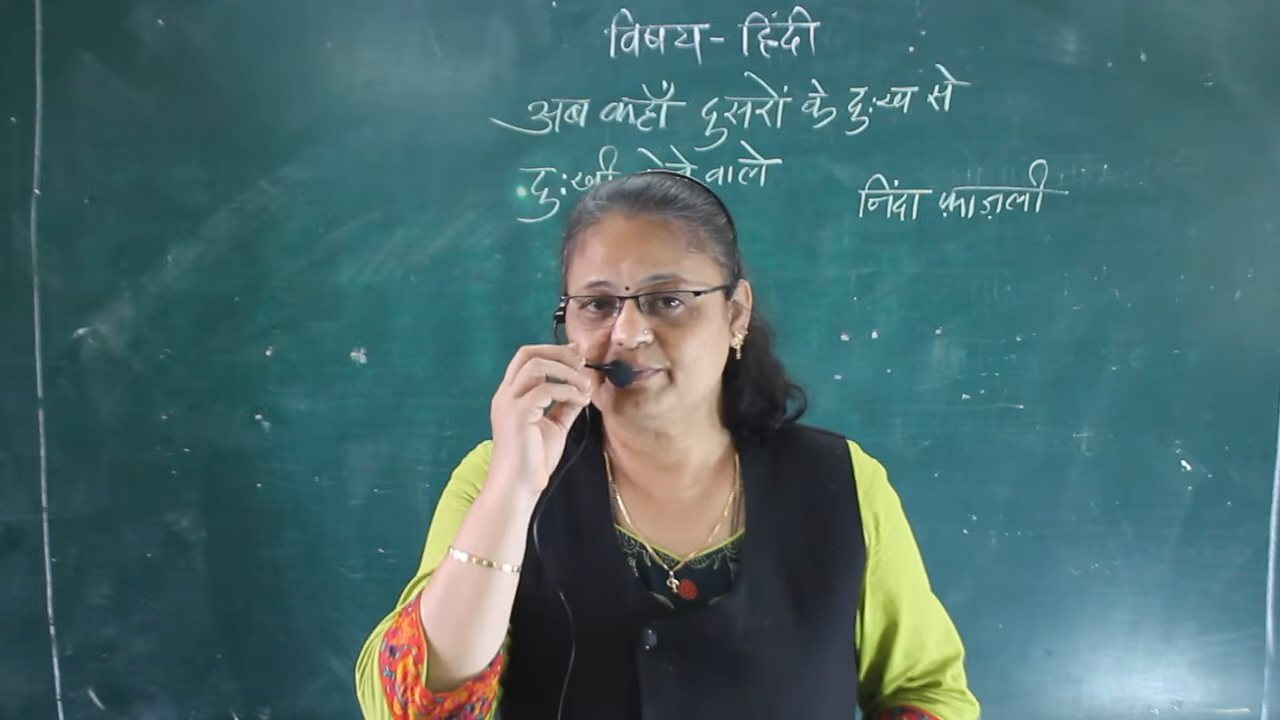 विषय - हिंदी
अब कहाँ दुसरों के दुःख से
दुःखी होने वाले
निंदा फ़ाज़ली